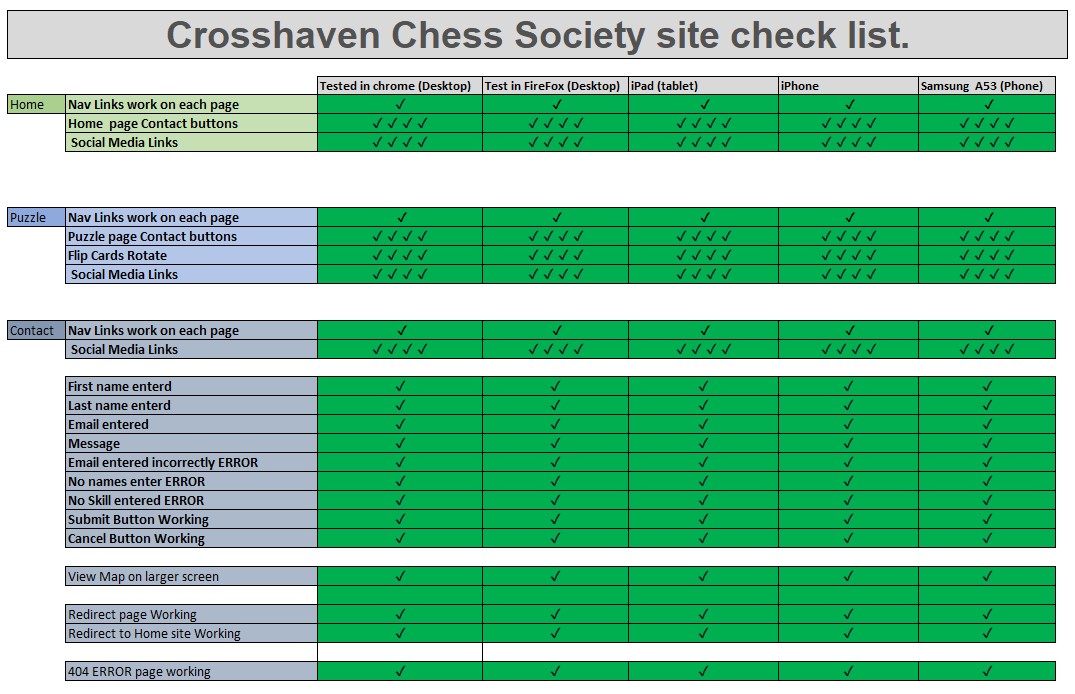 Crosshaven Chess Society site check list.
Tested in chrome (Desktop) Test in FireFox (Desktop) iPad (tablet) iPhone Samsung A53 (Phone)
Home Nav Links work on each page ✓ ✓ ✓ ✓ ✓
Home page Contact buttons ✓✓✓✓ ✓✓✓✓ ✓✓✓✓ ✓✓✓✓ ✓✓✓✓
Social Media Links ✓✓✓✓ ✓✓✓✓ ✓✓✓✓ ✓✓✓✓ ✓✓✓✓
Puzzle Nav Links work on each page ✓ ✓ ✓ ✓ ✓
Puzzle page Contact buttons ✓✓✓✓ ✓✓✓✓ ✓✓✓✓ ✓✓✓✓ ✓✓✓✓
Flip Cards Rotate ✓✓✓✓ ✓✓✓✓ ✓✓✓✓ ✓✓✓✓ ✓✓✓✓
Social Media Links ✓✓✓✓ ✓✓✓✓ ✓✓✓✓ ✓✓✓✓ ✓✓✓✓
Contact Nav Links work on each page ✓ ✓ ✓ ✓ ✓
Social Media Links ✓✓✓✓ ✓✓✓✓ ✓✓✓✓ ✓✓✓✓ ✓✓✓✓
First name enterd ✓ ✓ ✓ ✓ ✓
Last name enterd ✓ ✓ ✓ ✓ ✓
Email entered ✓ ✓ ✓ ✓ ✓
Message ✓ ✓ ✓ ✓ ✓
Email entered incorrectly ERROR ✓ ✓ ✓ ✓ ✓
No names enter ERROR ✓ ✓ ✓ ✓ ✓
No Skill entered ERROR ✓ ✓ ✓ ✓ ✓
Submit Button Working ✓ ✓ ✓ ✓ ✓
Cancel Button Working ✓ ✓ ✓ ✓ ✓
View Map on larger screen ✓ ✓ ✓ ✓ ✓
Redirect page Working ✓ ✓ ✓ ✓ ✓
Redirect to Home site Working ✓ ✓ ✓ ✓ ✓
404 ERROR page working ✓ ✓ ✓ ✓ ✓